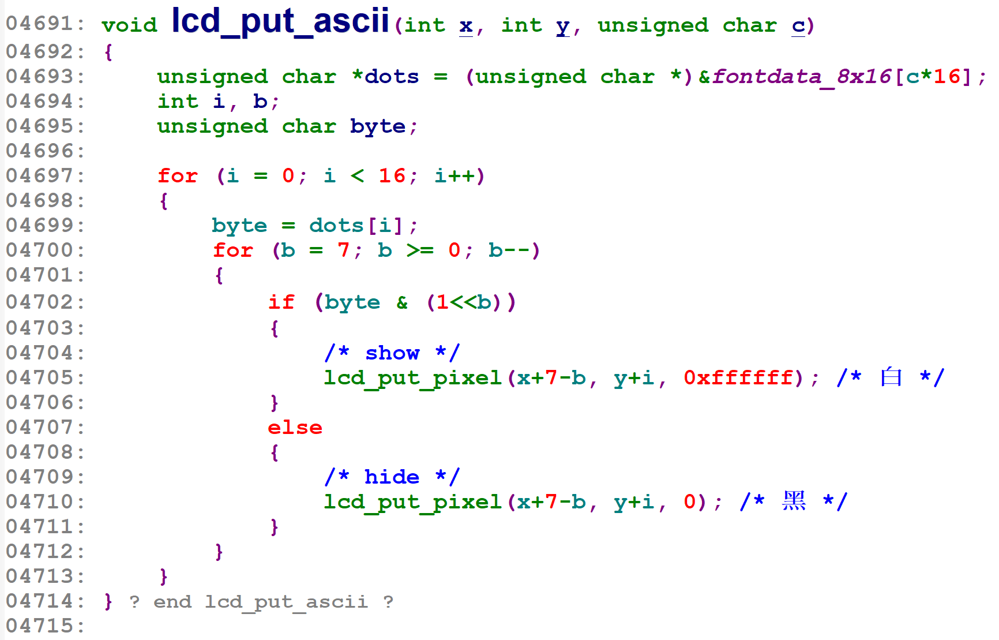 04691: void lcd_put_ascii(int x, int y, unsigned char c)
04692: {
04693:     unsigned char *dots = (unsigned char *)&fontdata_8x16[c*16];
04694:     int i, b;
04695:     unsigned char byte;
04696:
04697:     for (i = 0; i < 16; i++)
04698:     {
04699:         byte = dots[i];
04700:         for (b = 7; b >= 0; b--)
04701:         {
04702:             if (byte & (1<<b))
04703:             {
04704:                 /* show */
04705:                 lcd_put_pixel(x+7-b, y+i, 0xffffff); /* 白 */
04706:             }
04707:             else
04708:             {
04709:                 /* hide */
04710:                 lcd_put_pixel(x+7-b, y+i, 0); /* 黑 */
04711:             }
04712:         }
04713:     }
04714: } ? end lcd_put_ascii ?
04715: